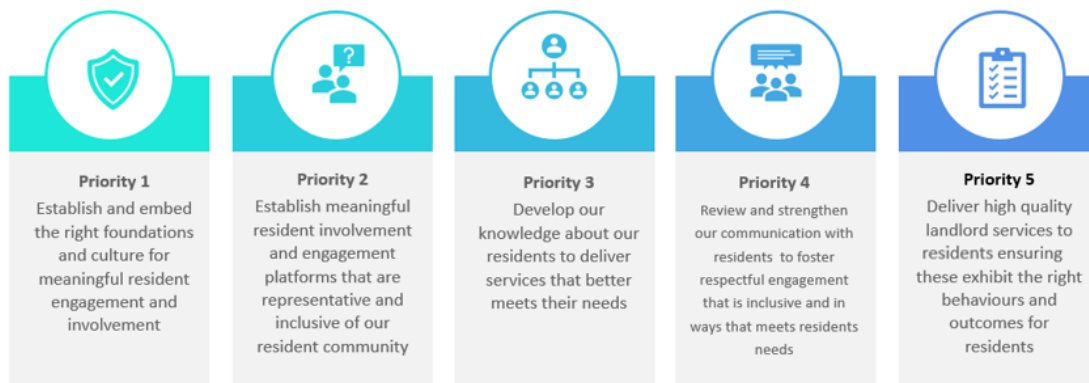 ?
Priority 1
Establish and embed
the right foundations
and culture for
meaningful resident
engagement and
involvement
Priority 2
Establish meaningful
resident involvement
and engagement
platforms that are
representative and
inclusive of our
resident community
Priority 3
Develop our
knowledge about our
residents to deliver
services that better
meets their needs
Priority 4
Review and strengthen
our communication with
residents to foster
respectful engagement
that is inclusive and in
ways that meets residents
needs
Priority 5
Deliver high quality
landlord services to
residents ensuring
these exhibit the right
behaviours and
outcomes for
residents